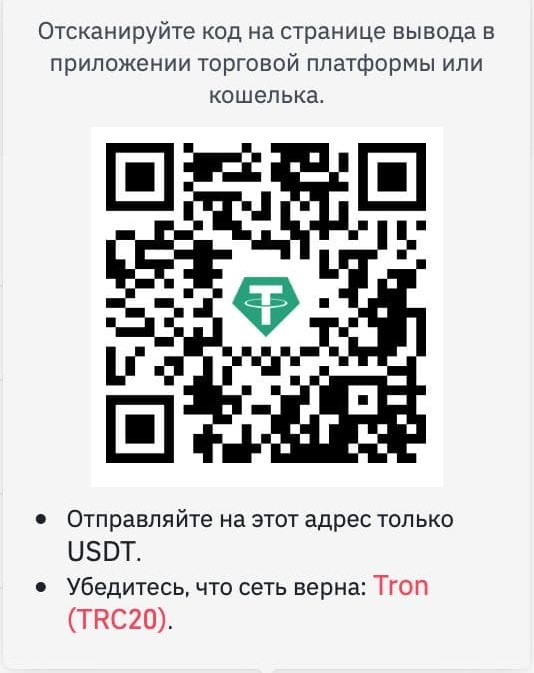 Отсканируйте код на странице вывода в
приложении торговой платформы или
кошелька.
• Отправляйте на этот адрес только
USDT.
• Убедитесь, что сеть верна: Tron
(TRC20).